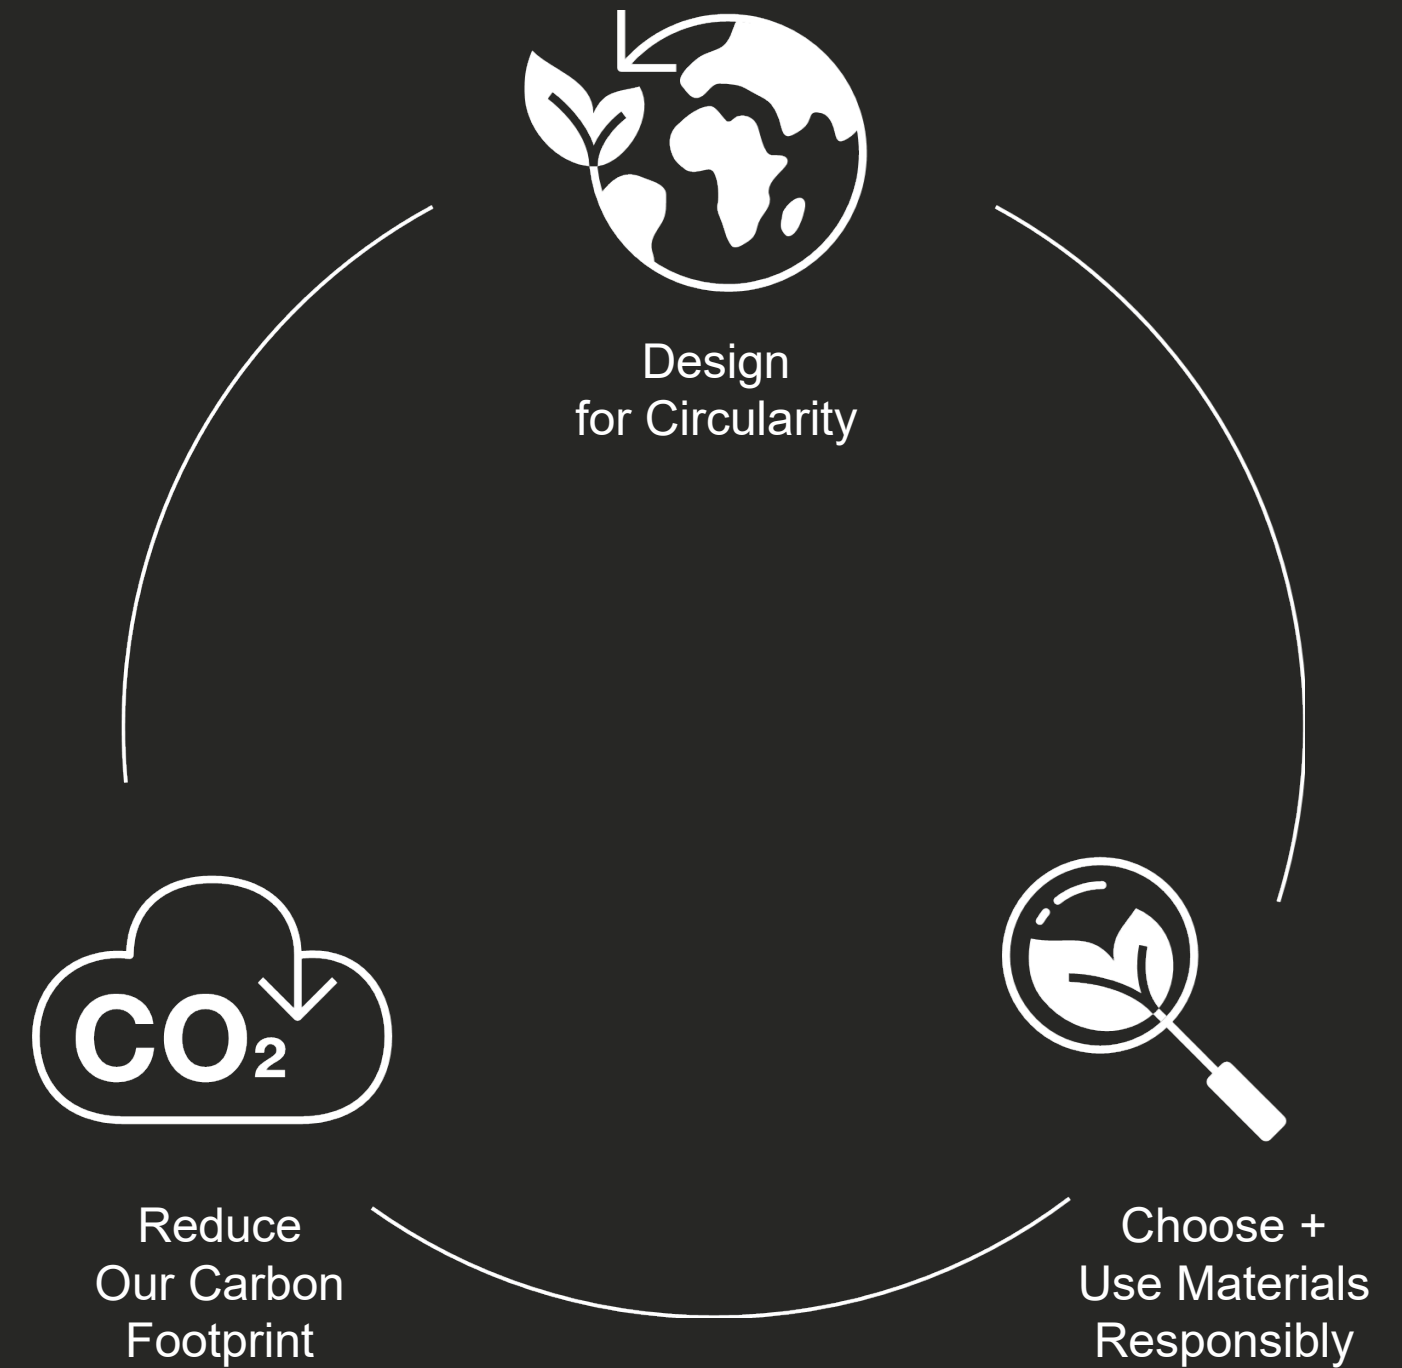 Design
for Circularity
CO₂
Reduce
Our Carbon
Footprint
Choose +
Use Materials
Responsibly